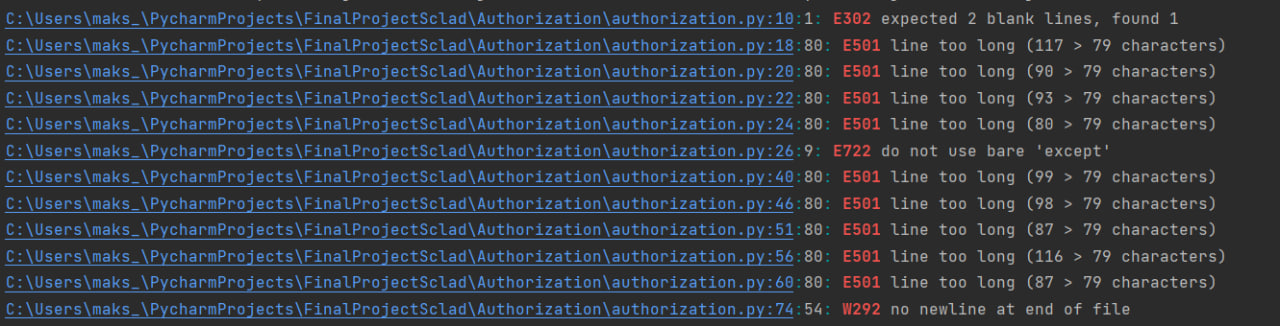 C:\Users\maks_\PycharmProjects\FinalProjectSclad\Authorization\authorization.py:10:1: E302 expected 2 blank lines, found 1
C:\Users\maks_\PycharmProjects\FinalProjectSclad\Authorization\authorization.py:18:80: E501 line too long (117 > 79 characters)
C:\Users\maks_\PycharmProjects\FinalProjectSclad\Authorization\authorization.py:20:80: E501 line too long (90 > 79 characters)
C:\Users\maks_\PycharmProjects\FinalProjectSclad\Authorization\authorization.py:22:80: E501 line too long (93 > 79 characters)
C:\Users\maks_\PycharmProjects\FinalProjectSclad\Authorization\authorization.py:24:80: E501 line too long (80 > 79 characters)
C:\Users\maks_\PycharmProjects\FinalProjectSclad\Authorization\authorization.py:26:9: E722 do not use bare 'except'
C:\Users\maks_\PycharmProjects\FinalProjectSclad\Authorization\authorization.py:40:80: E501 line too long (99 > 79 characters)
C:\Users\maks_\PycharmProjects\FinalProjectSclad\Authorization\authorization.py:46:80: E501 line too long (98 > 79 characters)
C:\Users\maks_\PycharmProjects\FinalProjectSclad\Authorization\authorization.py:51:80: E501 line too long (87 > 79 characters)
C:\Users\maks_\PycharmProjects\FinalProjectSclad\Authorization\authorization.py:56:80: E501 line too long (116 > 79 characters)
C:\Users\maks_\PycharmProjects\FinalProjectSclad\Authorization\authorization.py:60:80: E501 line too long (87 > 79 characters)
C:\Users\maks_\PycharmProjects\FinalProjectSclad\Authorization\authorization.py:74:54: W292 no newline at end of file